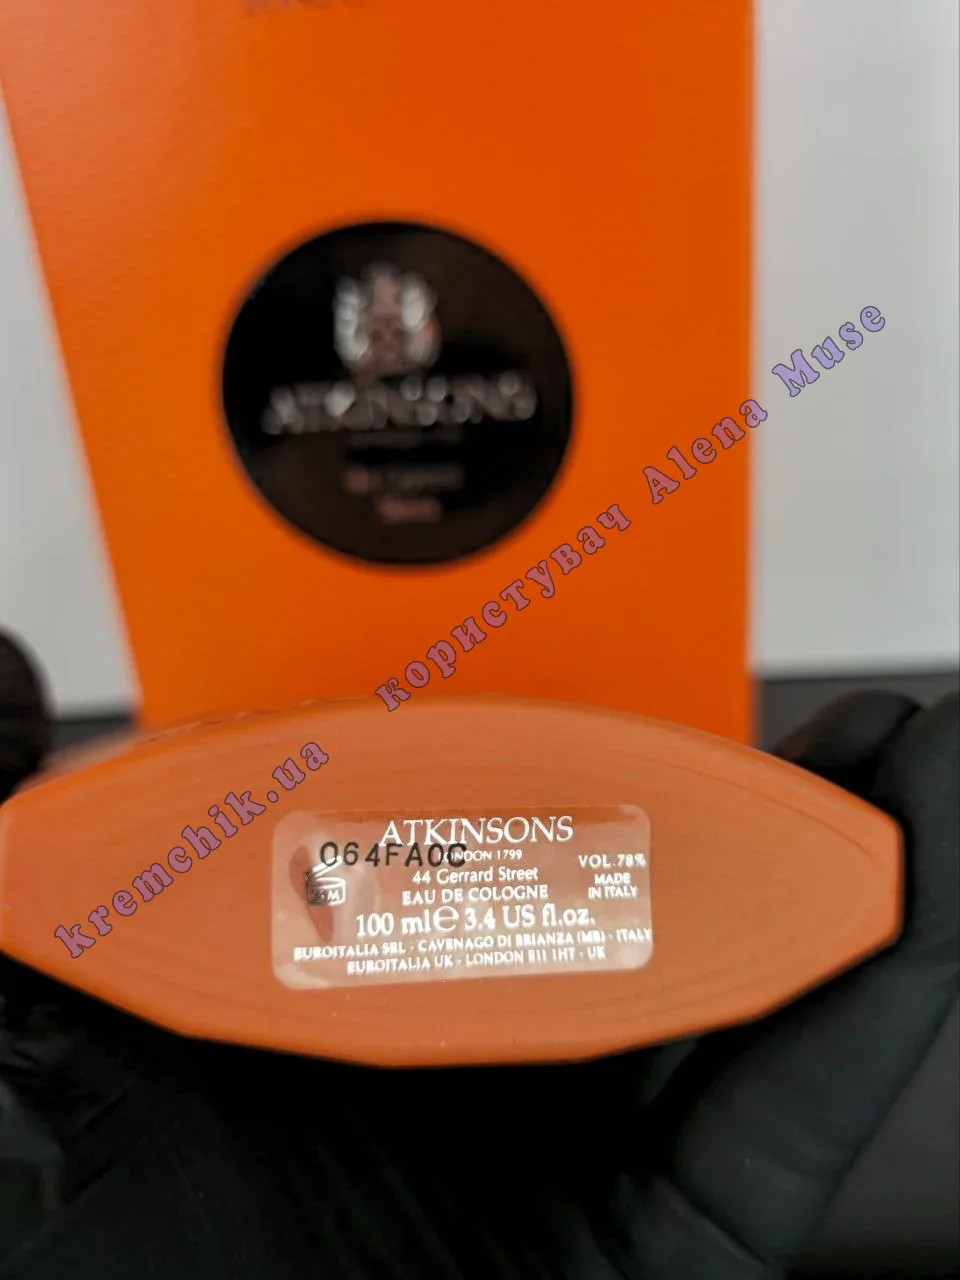 ATKINSONS
kremchik.ua користувач Alena Muse
ATKINSONS
LONDON 1799
064FA0C
44 Gerrard Street
EAU DE COLOGNE
VOL.78%
MADE
IN ITALY
36M
100 ml e 3.4 US fl.oz.
EUROITALIA SRL - CAVENAGO DI BRIANZA (MB) - ITALY
EUROITALIA UK - LONDON E11 1HT - UK